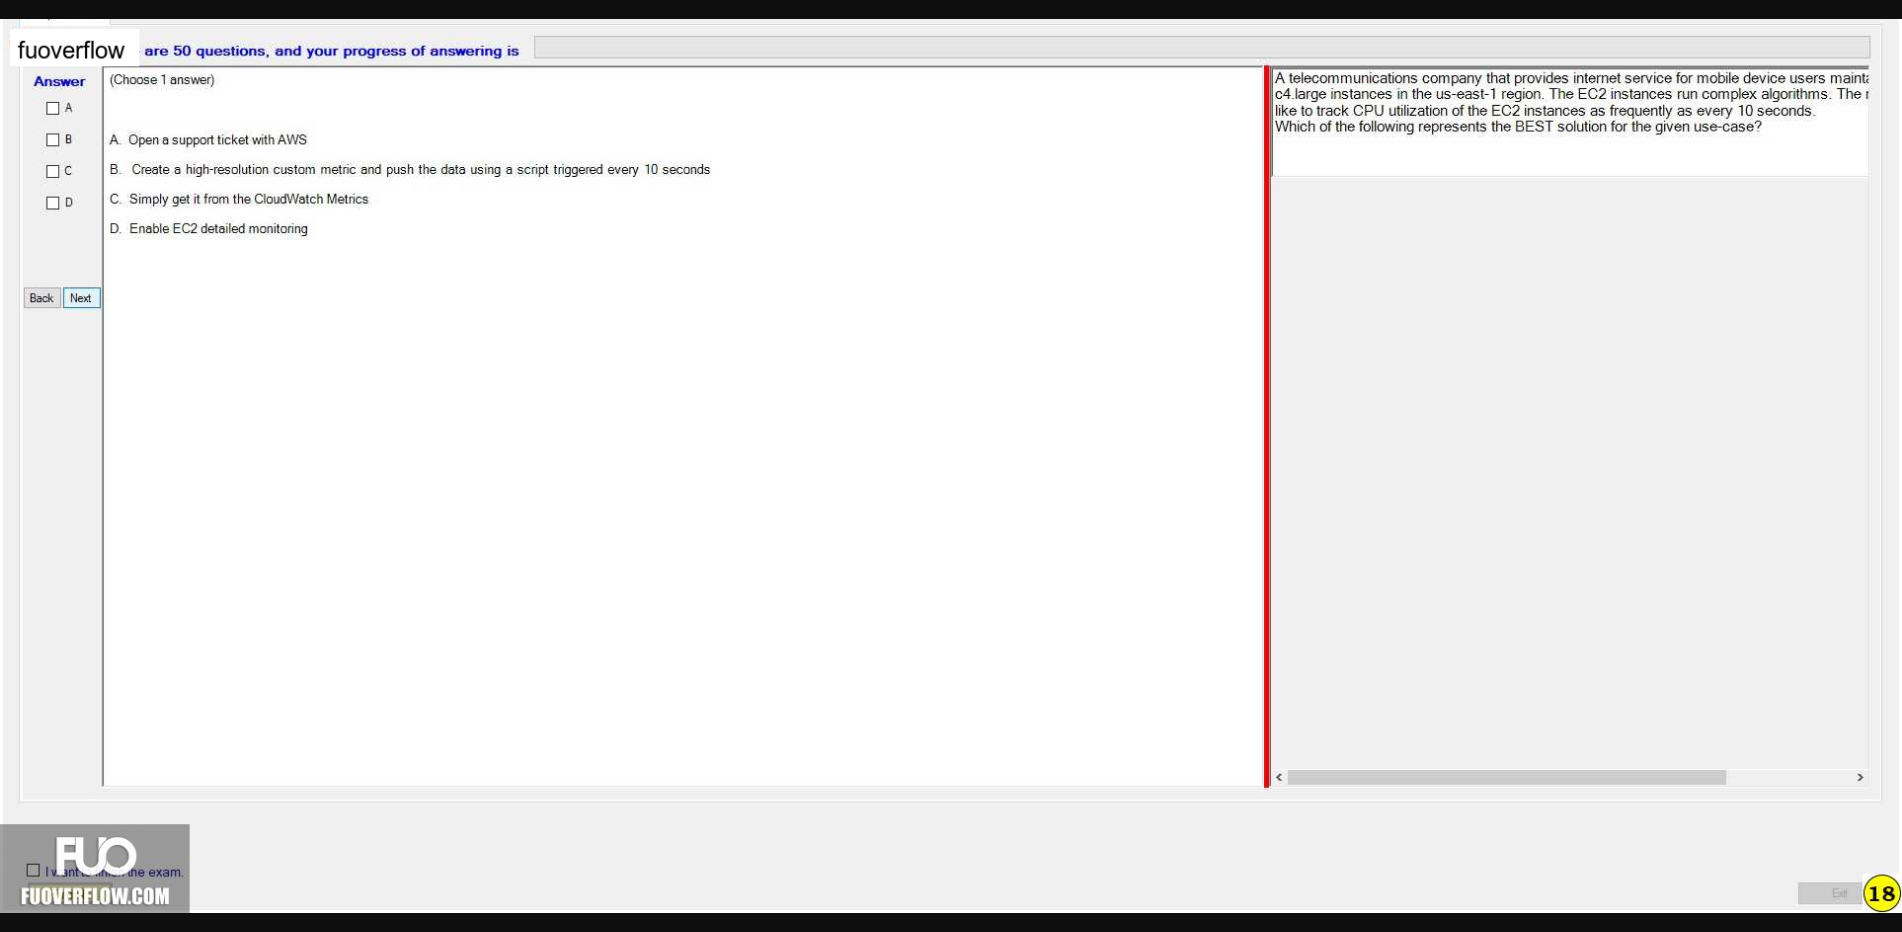 fuoverflow are 50 questions, and your progress of answering is
Answer
A
B
C
D
Back Next
(Choose 1 answer)
A. Open a support ticket with AWS
B. Create a high-resolution custom metric and push the data using a script triggered every 10 seconds
C. Simply get it from the CloudWatch Metrics
D. Enable EC2 detailed monitoring
A telecommunications company that provides internet service for mobile device users
c4.large instances in the us-east-1 region. The EC2 instances run complex algorithms. The
like to track CPU utilization of the EC2 instances as frequently as every 10 seconds.
Which of the following represents the BEST solution for the given use-case?
the exam.
FUO
FUOVERFLOW.COM
Exit
18